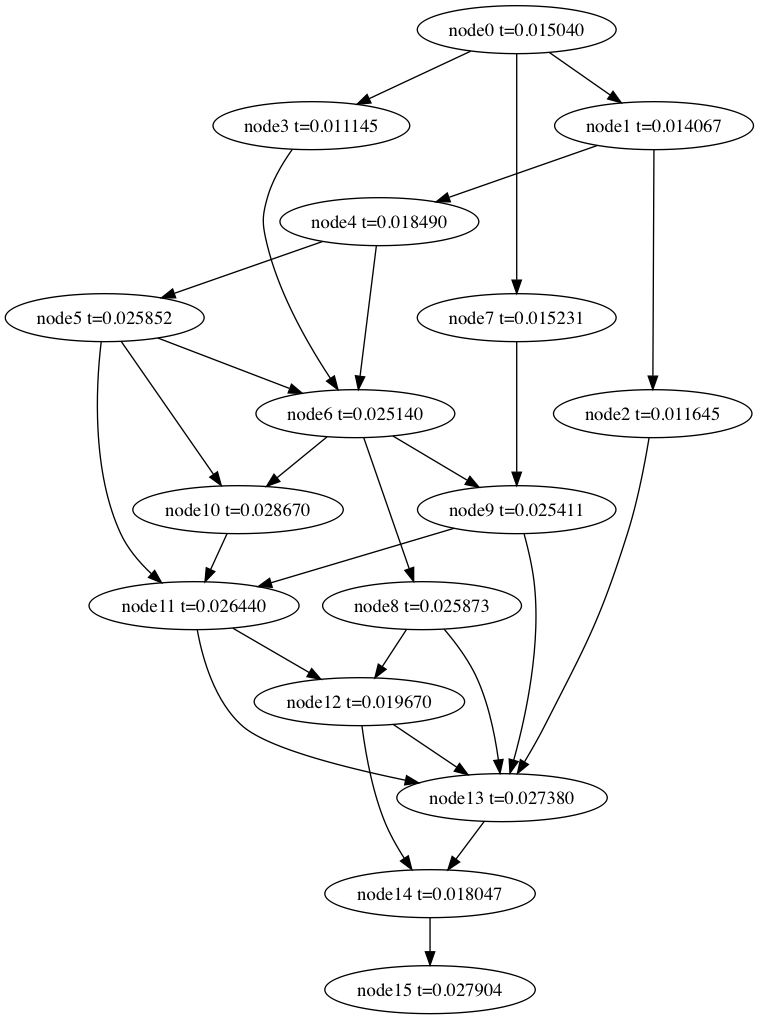 node0 t=0.015040
node3 t=0.011145
node1 t=0.014067
node4 t=0.018490
node5 t=0.025852
node7 t=0.015231
node6 t=0.025140
node2 t=0.011645
node10 t=0.028670
node9 t=0.025411
node11 t=0.026440
node8 t=0.025873
node12 t=0.019670
node13 t=0.027380
node14 t=0.018047
node15 t=0.027904